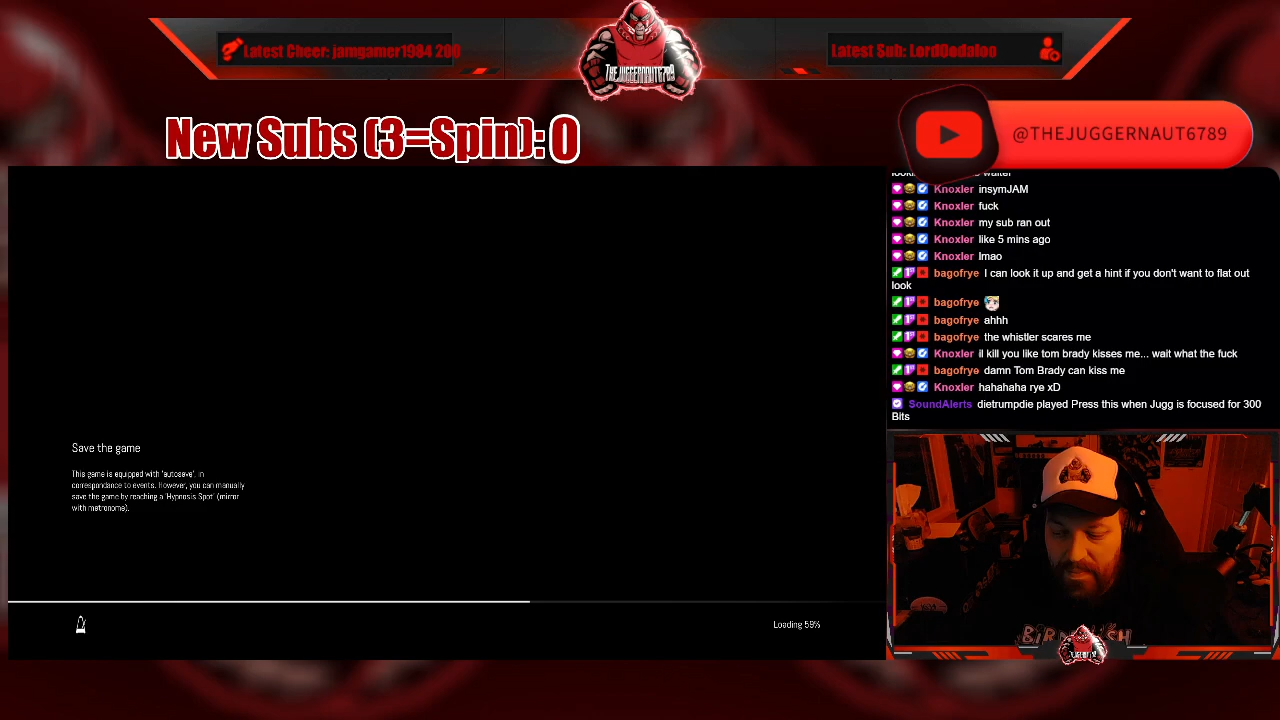 Latest Cheer: jamgamer1984 200
THEJUGGERNAUT6789
Latest Sub: LordOodaloo
New Subs (3=Spin): 0
@THEJUGGERNAUT6789
Knoxler insymJAM
Knoxler fuck
Knoxler my sub ran out
Knoxler like 5 mins ago
Knoxler lmao
bagofrye I can look it up and get a hint if you don't want to flat out
look
bagofrye
bagofrye ahhh
bagofrye the whistler scares me
Knoxler il kill you like tom brady kisses me... wait what the fuck
bagofrye damn Tom Brady can kiss me
Knoxler hahahaha rye xD
SoundAlerts dietrumpdie played Press this when Jugg is focused for 300
Bits
Save the game
This game is equipped with 'autosave', in
correspondance to events. However, you can manually
save the game by reaching a 'Hypnosis Spot' (mirror
with metronome).
Loading 59%